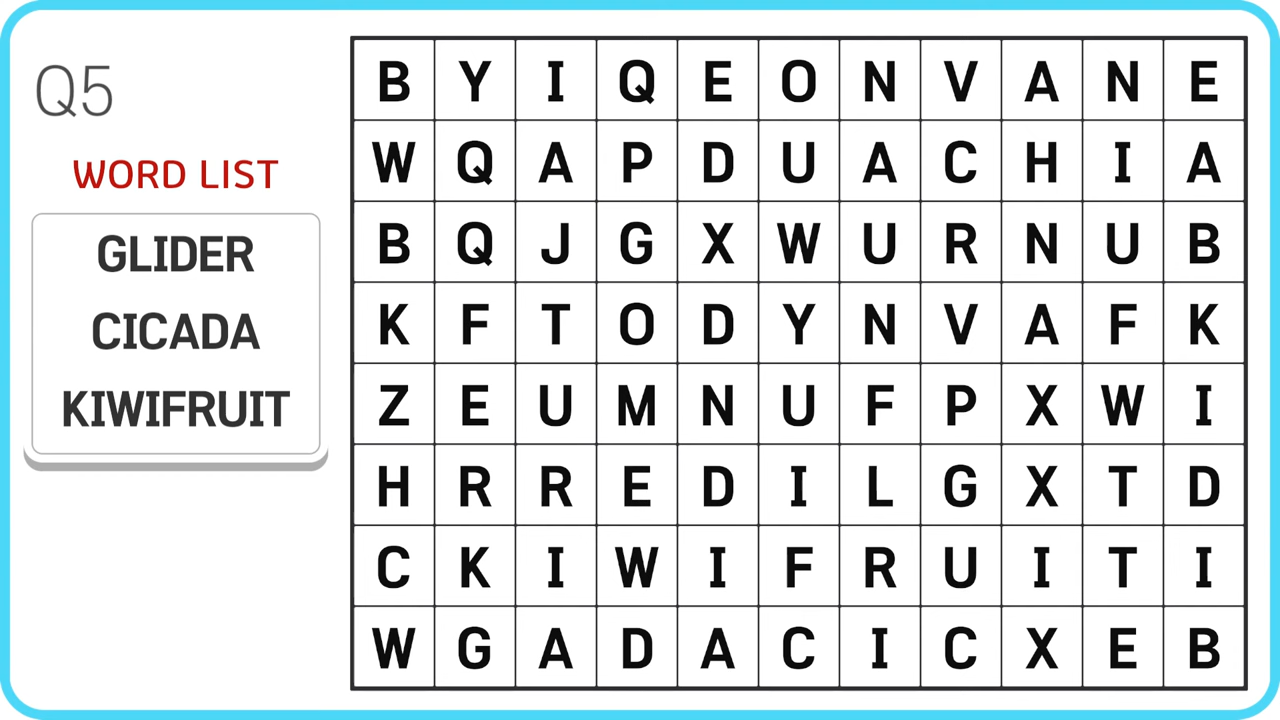 Q5
WORD LIST
GLIDER
CICADA
KIWIFRUIT
B Y I Q E O N V A N E
W Q A P D U A C H I A
B Q J G X W U R N U B
K F T O D Y N V A F K
Z E U M N U F P X W I
H R R E D I L G X T D
C K I W I F R U I T I
W G A D A C I C X E B